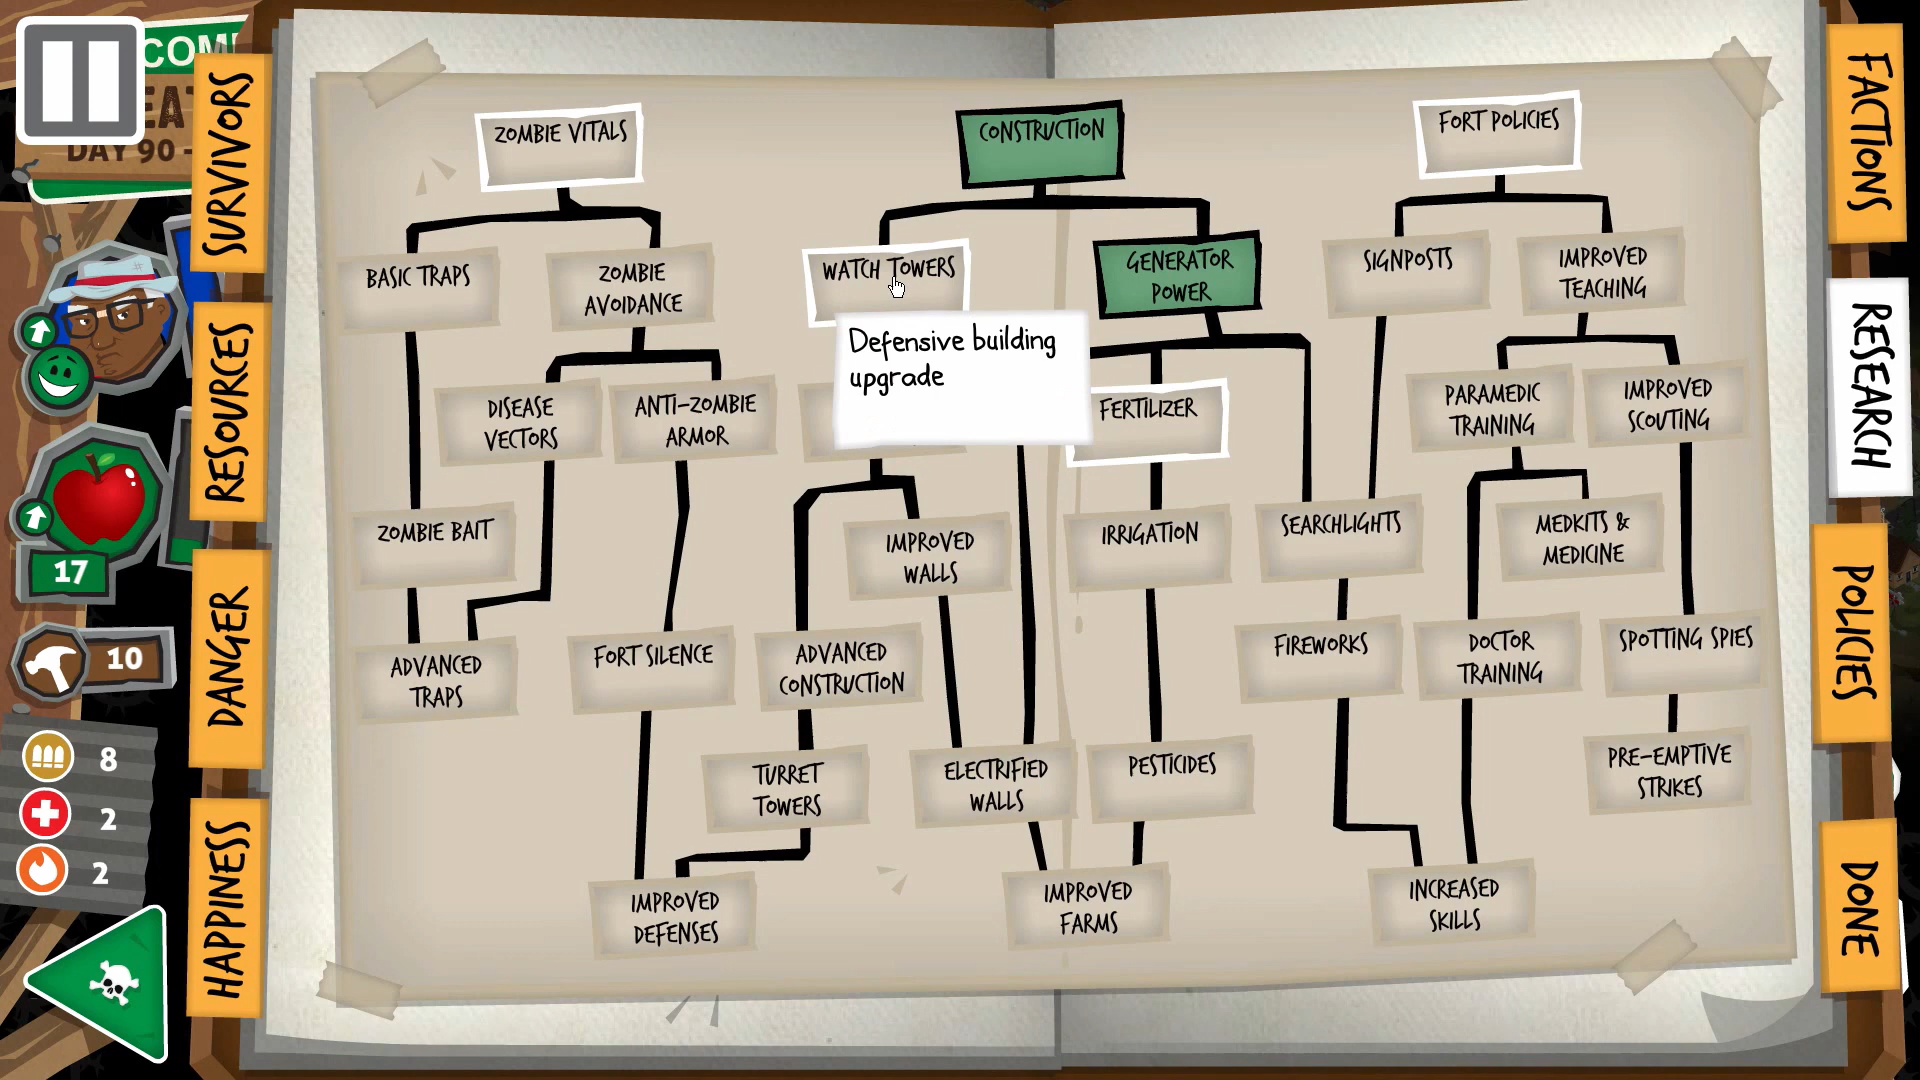 COM
EA
DAY 90 -
SURVIVORS
RESOURCES
DANGER
HAPPINESS
17
10
8
2
2
ZOMBIE VITALS
CONSTRUCTION
FORT POLICIES
BASIC TRAPS
ZOMBIE
AVOIDANCE
WATCH TOWERS
GENERATOR
POWER
SIGNPOSTS
IMPROVED
TEACHING
Defensive building
upgrade
DISEASE
VECTORS
ANTI-ZOMBIE
ARMOR
FERTILIZER
PARAMEDIC
TRAINING
IMPROVED
SCOUTING
ZOMBIE BAIT
IMPROVED
WALLS
IRRIGATION
SEARCHLIGHTS
MEDKITS &
MEDICINE
ADVANCED
TRAPS
FORT SILENCE
ADVANCED
CONSTRUCTION
FIREWORKS
DOCTOR
TRAINING
SPOTTING SPIES
TURRET
TOWERS
ELECTRIFIED
WALLS
PESTICIDES
PRE-EMPTIVE
STRIKES
IMPROVED
DEFENSES
IMPROVED
FARMS
INCREASED
SKILLS
FACTIONS
RESEARCH
POLICIES
DONE